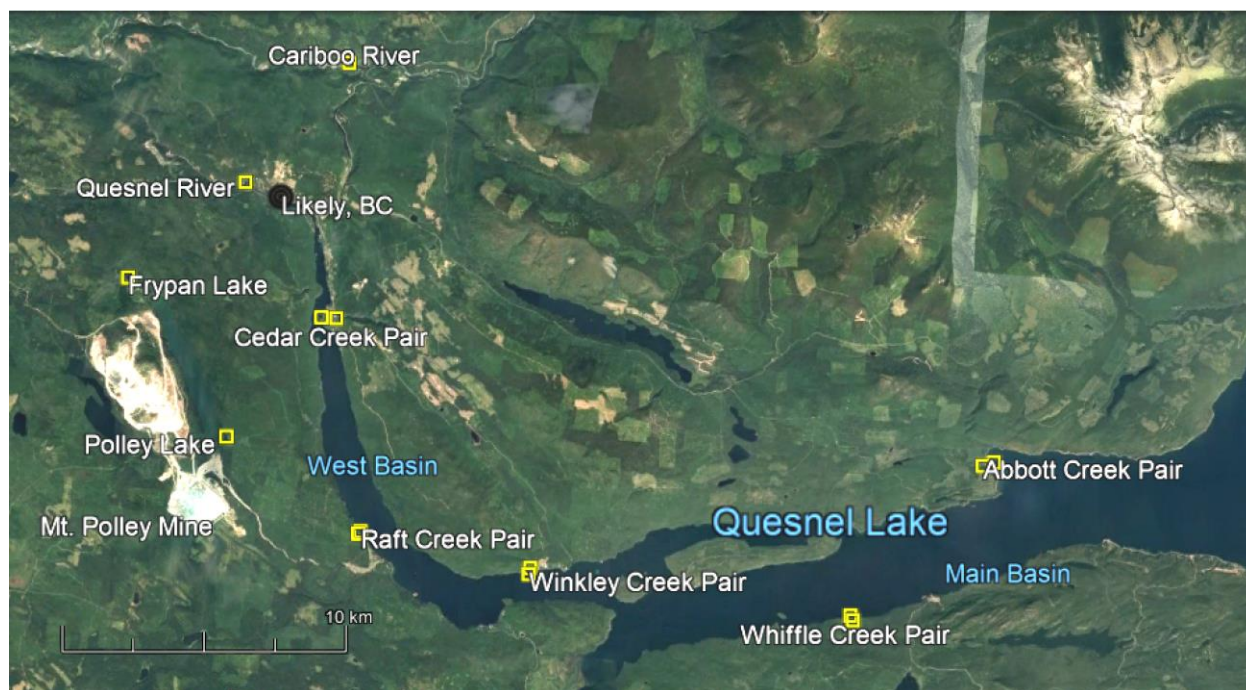 Cariboo River
Quesnel River
Likely, BC
Frypan Lake
Cedar Creek Pair
Polley Lake
West Basin
Abbott Creek Pair
Mt. Polley Mine
Quesnel Lake
Raft Creek Pair
Main Basin
Winkley Creek Pair
10 km
Whiffle Creek Pair